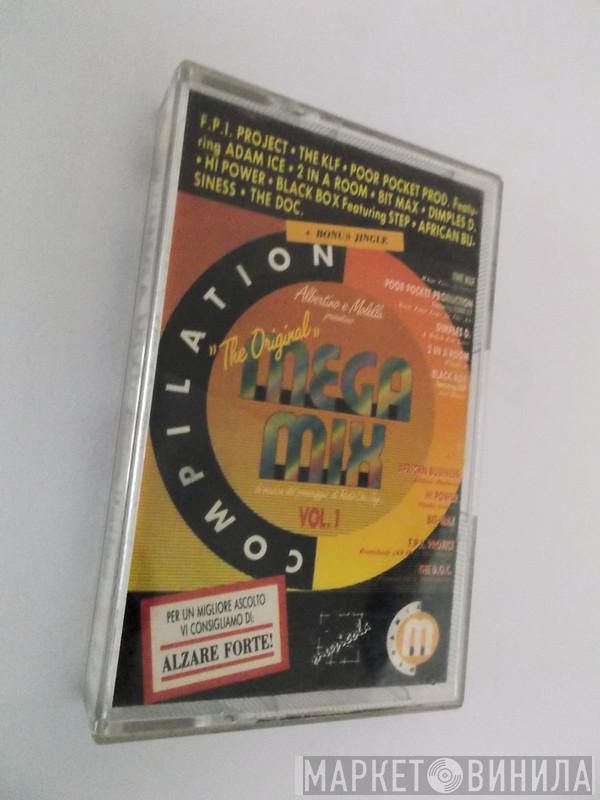 F.P.I. PROJECT • THE KLF • POOR POCKET PROD. Featu-
ring ADAM ICE • 2 IN A ROOM • BIT MAX • DIMPLES D.
• HI POWER • BLACK BOX Featuring STEP • AFRICAN BU-
SINESS • THE DOC.
+ BONUS JINGLE
COMPILATION
Albertino e Molella
presentano
"The Original"
MEGA
MIX
VOL. 1
THE KLF
POOR POCKET PRODUCTION
DIMPLES D.
2 IN A ROOM
BLACK BOX
AFRICAN BUSINESS
HI POWER
BIT MAX
F.P.I. PROJECT
THE D.O.C.
PER UN MIGLIORE ASCOLTO
VI CONSIGLIAMO DI:
ALZARE FORTE!
m
МАРКЕТ ВИНИЛА